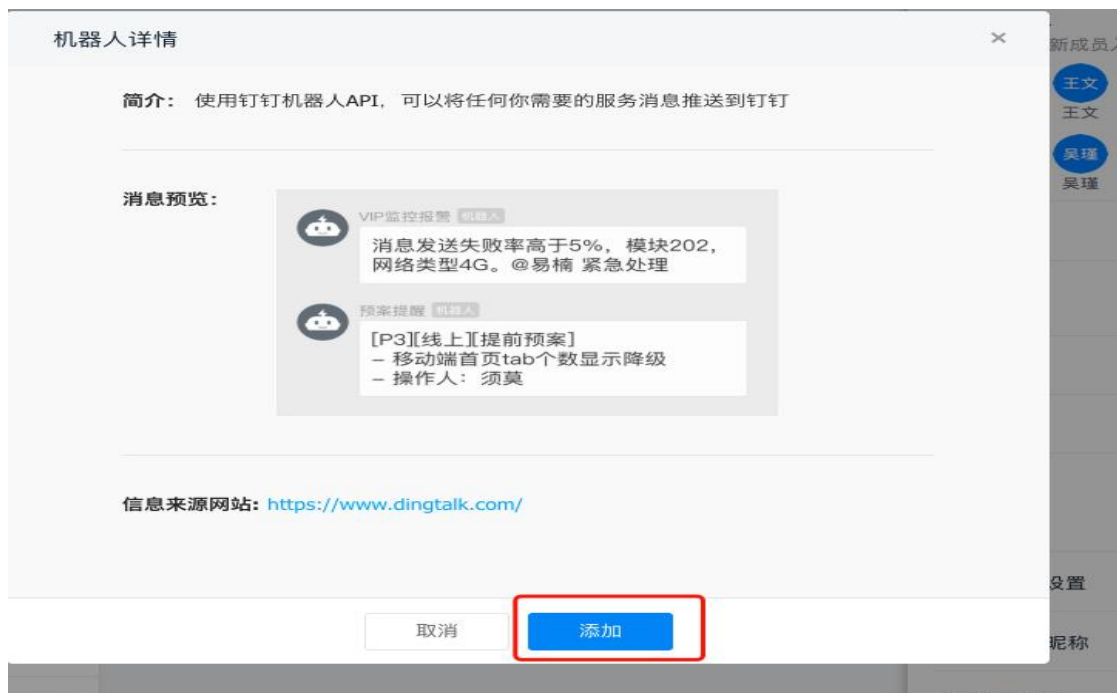 机器人详情
×
新成员
简介： 使用钉钉机器人API，可以将任何你需要的服务消息推送到钉钉
王文
王文
吴瑾
吴瑾
消息预览：
VIP监控报警 机器人
消息发送失败率高于5%，模块202，
网络类型4G。@易楠 紧急处理
预案提醒 机器人
[P3][线上][提前预案]
– 移动端首页tab个数显示降级
– 操作人： 须莫
信息来源网站: https://www.dingtalk.com/
设置
取消
添加
昵称